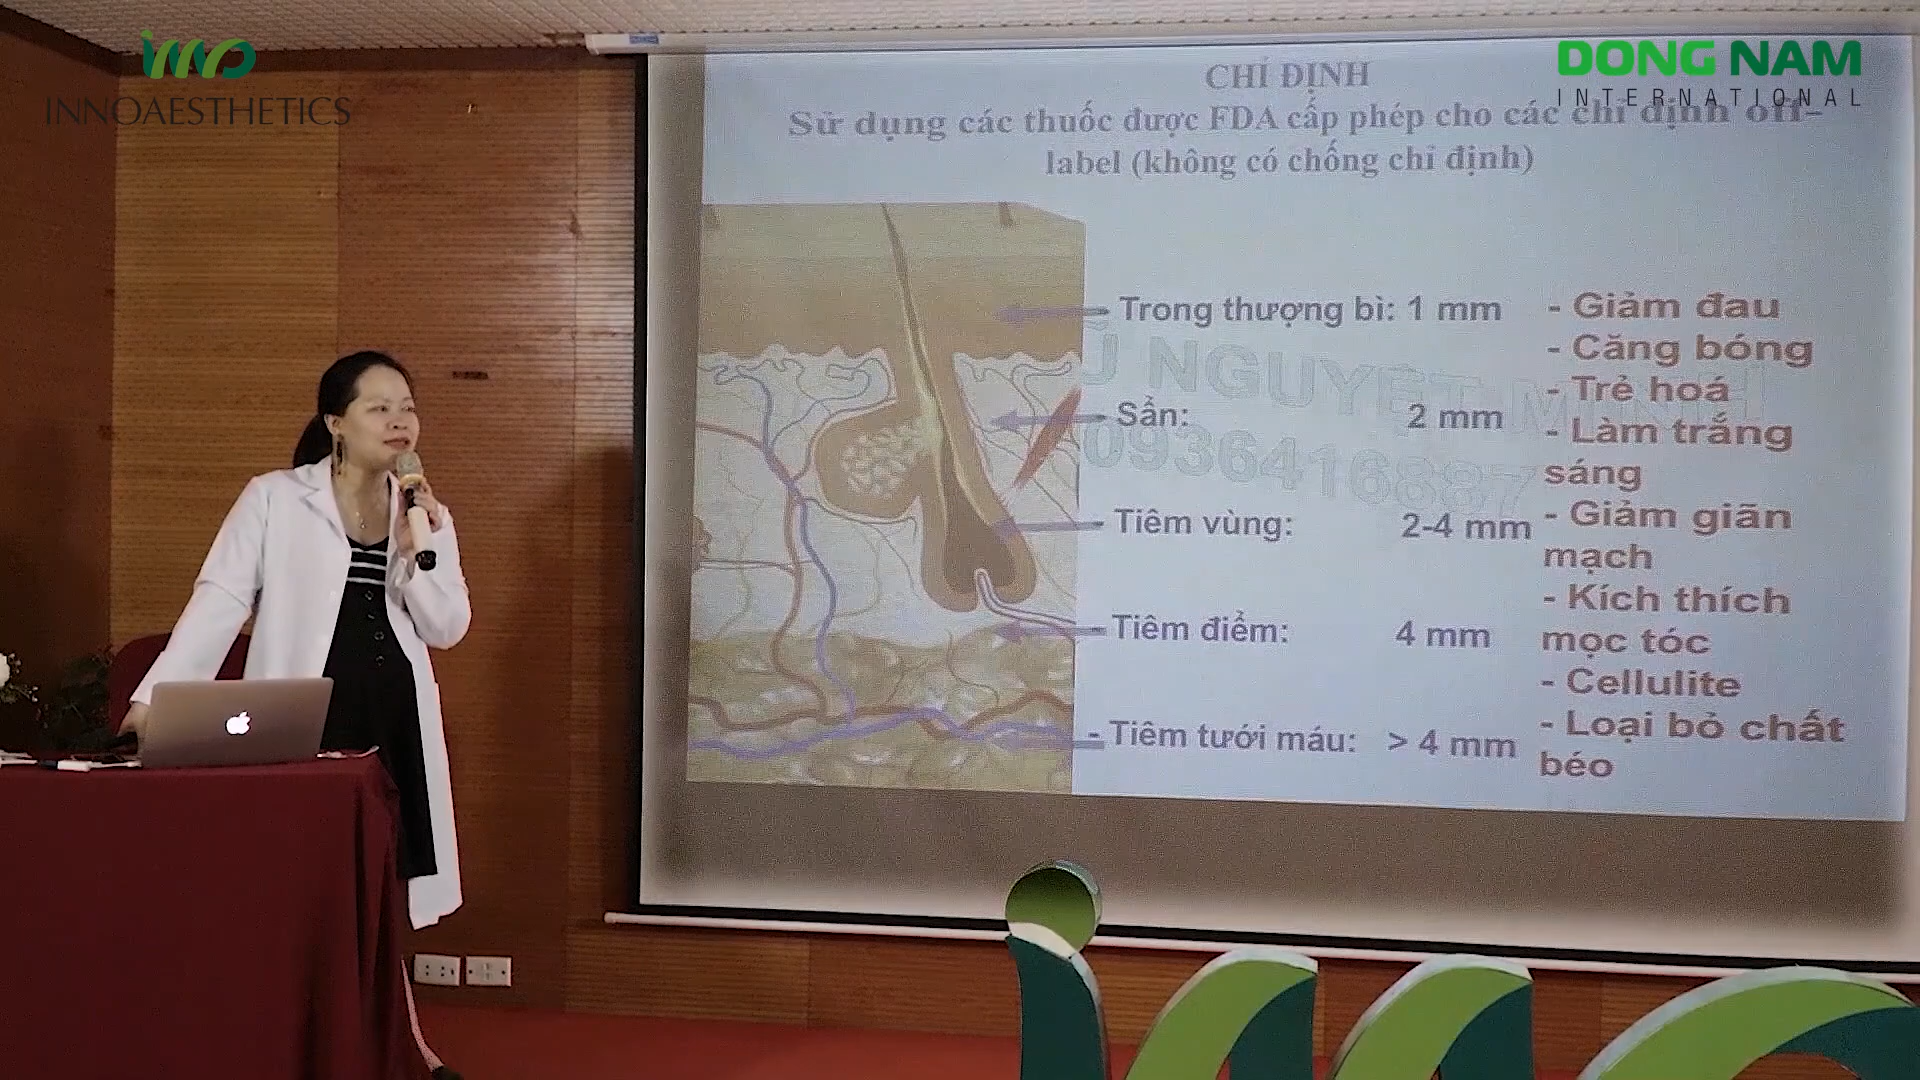 INNOAESTHETICS
DONG NAM
INTERNATIONAL
CHỈ ĐỊNH
Sử dụng các thuốc được FDA cấp phép cho các chỉ định off-
label (không có chống chỉ định)
Trong thượng bì: 1 mm
Sẩn: 2 mm
Tiêm vùng: 2-4 mm
Tiêm điểm: 4 mm
- Tiêm tưới máu: > 4 mm
- Giảm đau
- Căng bóng
- Trẻ hoá
- Làm trắng
sáng
- Giảm giãn
mạch
- Kích thích
mọc tóc
- Cellulite
- Loại bỏ chất
béo
Ũ NGUYỆT MINH
0936416887